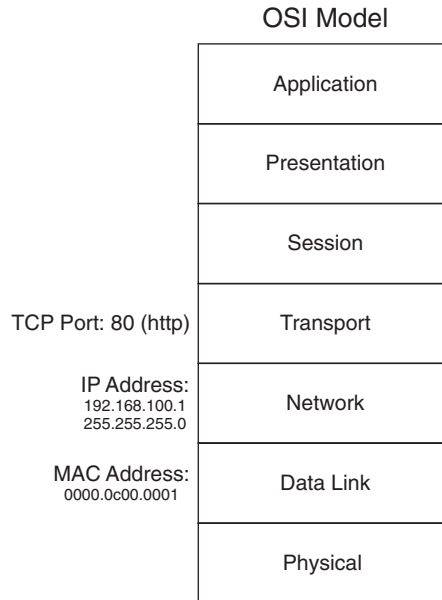 OSI Model
Application
Presentation
Session
TCP Port: 80 (http)
Transport
IP Address:
192.168.100.1
255.255.255.0
Network
MAC Address:
0000.0c00.0001
Data Link
Physical